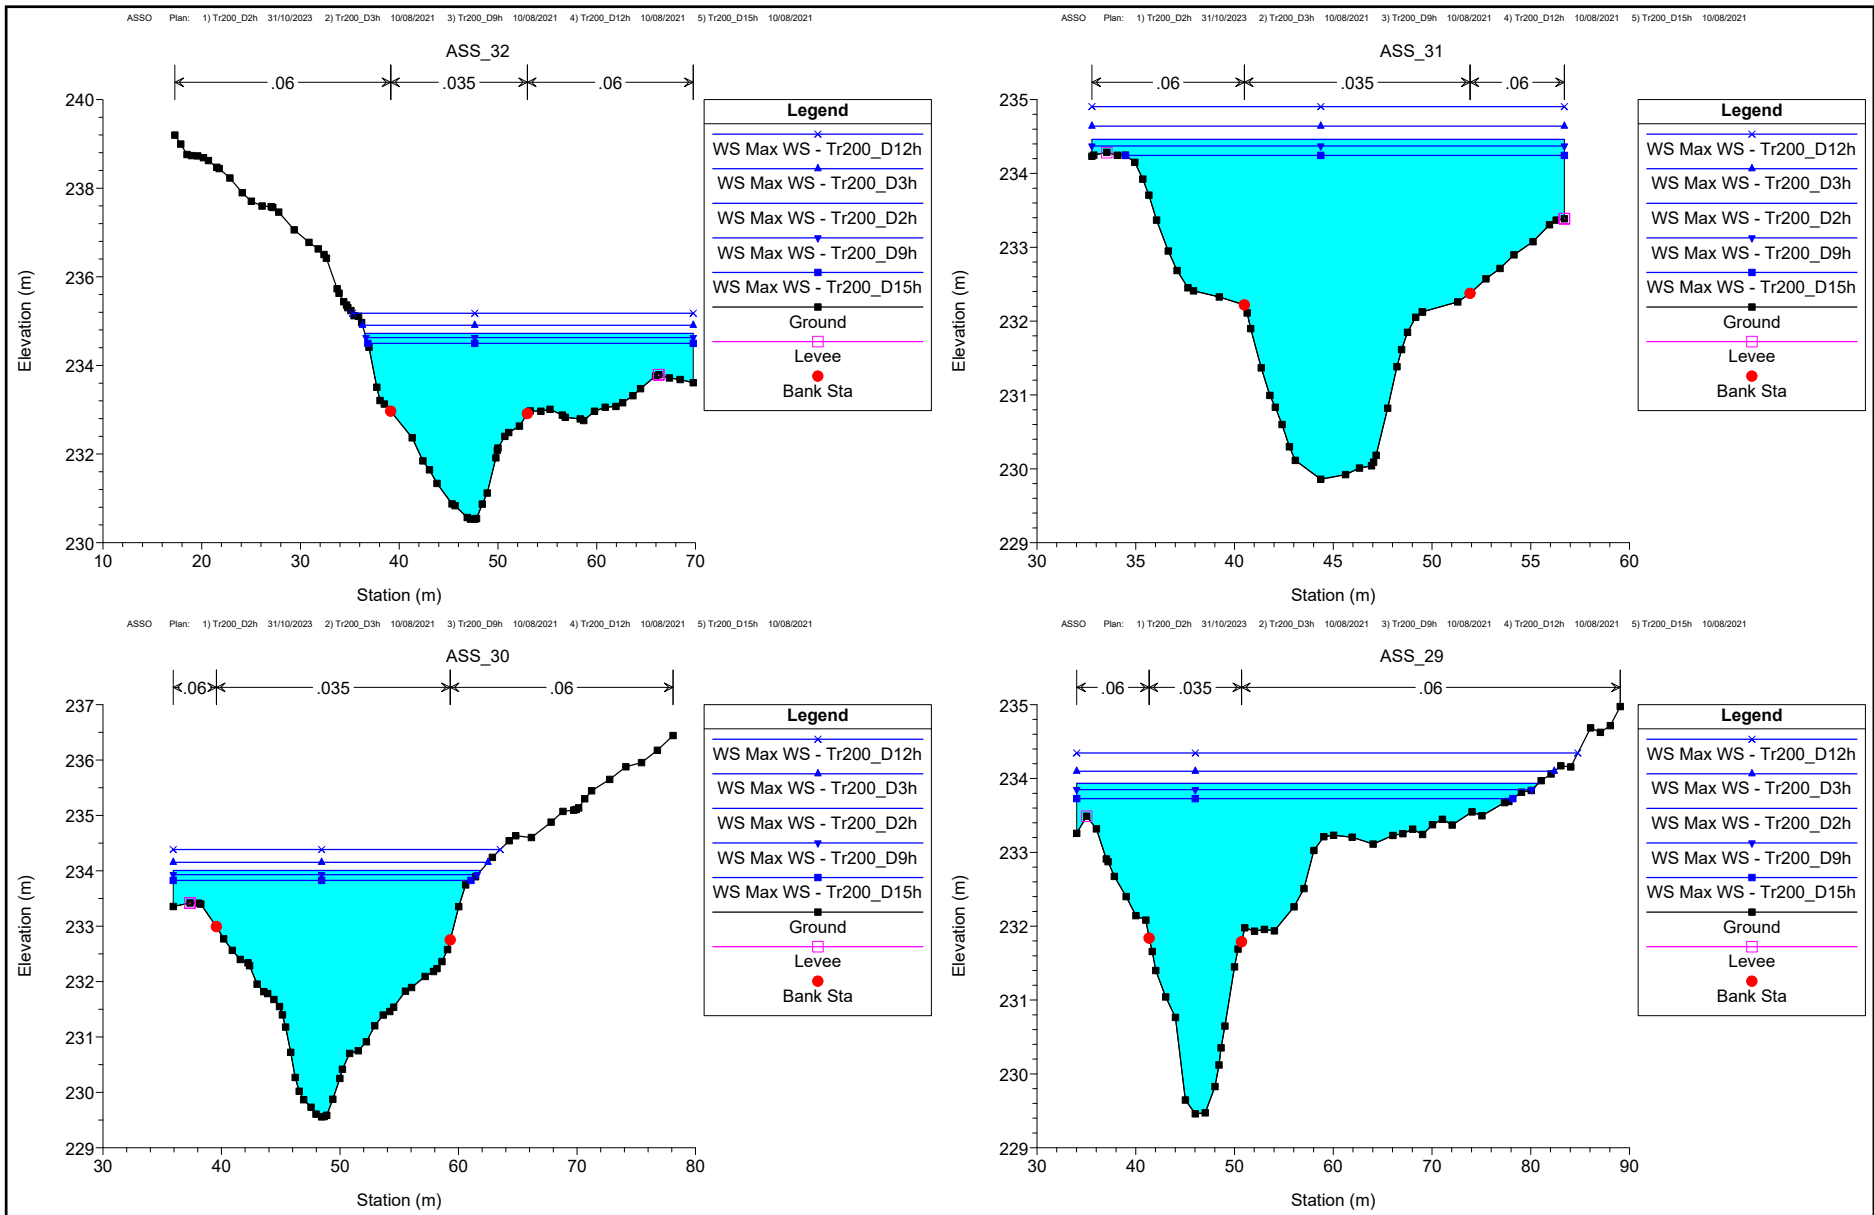 ASSO Plan: 1) Tr200_D2h 31/10/2023 2) Tr200_D3h 10/08/2021 3) Tr200_D9h 10/08/2021 4) Tr200_D12h 10/08/2021 5) Tr200_D15h 10/08/2021
ASS_32
.06 .035 .06
240
238
236
234
232
230
Elevation (m)
10 20 30 40 50 60 70
Station (m)
Legend
WS Max WS - Tr200_D12h
WS Max WS - Tr200_D3h
WS Max WS - Tr200_D2h
WS Max WS - Tr200_D9h
WS Max WS - Tr200_D15h
Ground
Levee
Bank Sta
ASSO Plan: 1) Tr200_D2h 31/10/2023 2) Tr200_D3h 10/08/2021 3) Tr200_D9h 10/08/2021 4) Tr200_D12h 10/08/2021 5) Tr200_D15h 10/08/2021
ASS_31
.06 .035 .06
235
234
233
232
231
230
229
Elevation (m)
30 35 40 45 50 55 60
Station (m)
Legend
WS Max WS - Tr200_D12h
WS Max WS - Tr200_D3h
WS Max WS - Tr200_D2h
WS Max WS - Tr200_D9h
WS Max WS - Tr200_D15h
Ground
Levee
Bank Sta
ASSO Plan: 1) Tr200_D2h 31/10/2023 2) Tr200_D3h 10/08/2021 3) Tr200_D9h 10/08/2021 4) Tr200_D12h 10/08/2021 5) Tr200_D15h 10/08/2021
ASS_30
.06 .035 .06
237
236
235
234
233
232
231
230
229
Elevation (m)
30 40 50 60 70 80
Station (m)
Legend
WS Max WS - Tr200_D12h
WS Max WS - Tr200_D3h
WS Max WS - Tr200_D2h
WS Max WS - Tr200_D9h
WS Max WS - Tr200_D15h
Ground
Levee
Bank Sta
ASSO Plan: 1) Tr200_D2h 31/10/2023 2) Tr200_D3h 10/08/2021 3) Tr200_D9h 10/08/2021 4) Tr200_D12h 10/08/2021 5) Tr200_D15h 10/08/2021
ASS_29
.06 .035 .06
235
234
233
232
231
230
229
Elevation (m)
30 40 50 60 70 80 90
Station (m)
Legend
WS Max WS - Tr200_D12h
WS Max WS - Tr200_D3h
WS Max WS - Tr200_D2h
WS Max WS - Tr200_D9h
WS Max WS - Tr200_D15h
Ground
Levee
Bank Sta